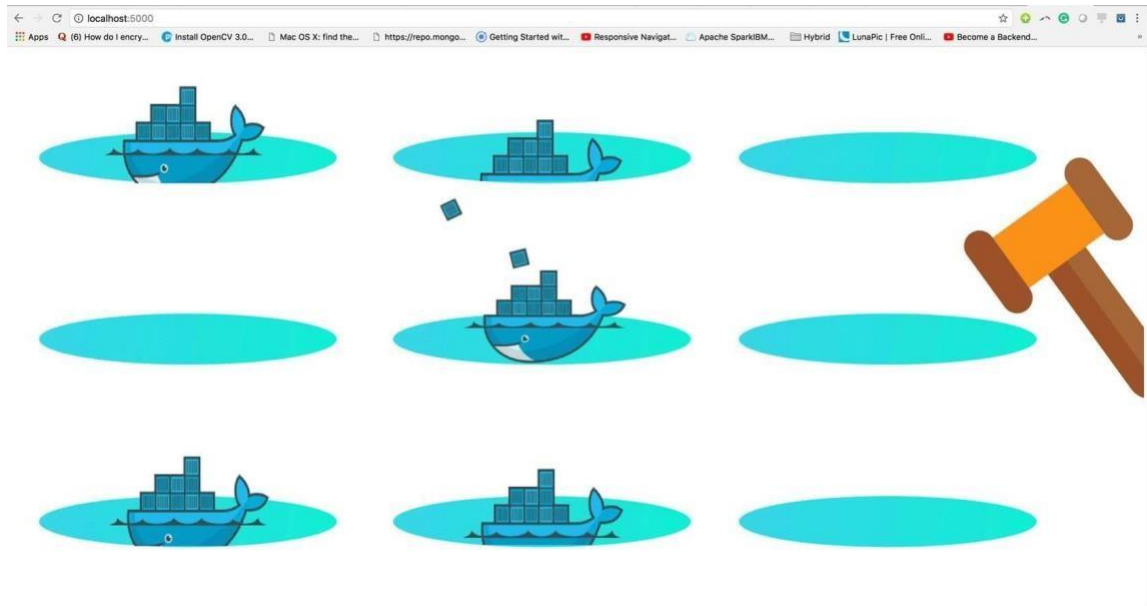 localhost:5000
Apps (6) How do I encry... Install OpenCV 3.0... Mac OS X: find the... https://repo.mongo... Getting Started wit... Responsive Navigat... Apache SparkIBM... Hybrid LunaPic | Free Onli... Become a Backend... »